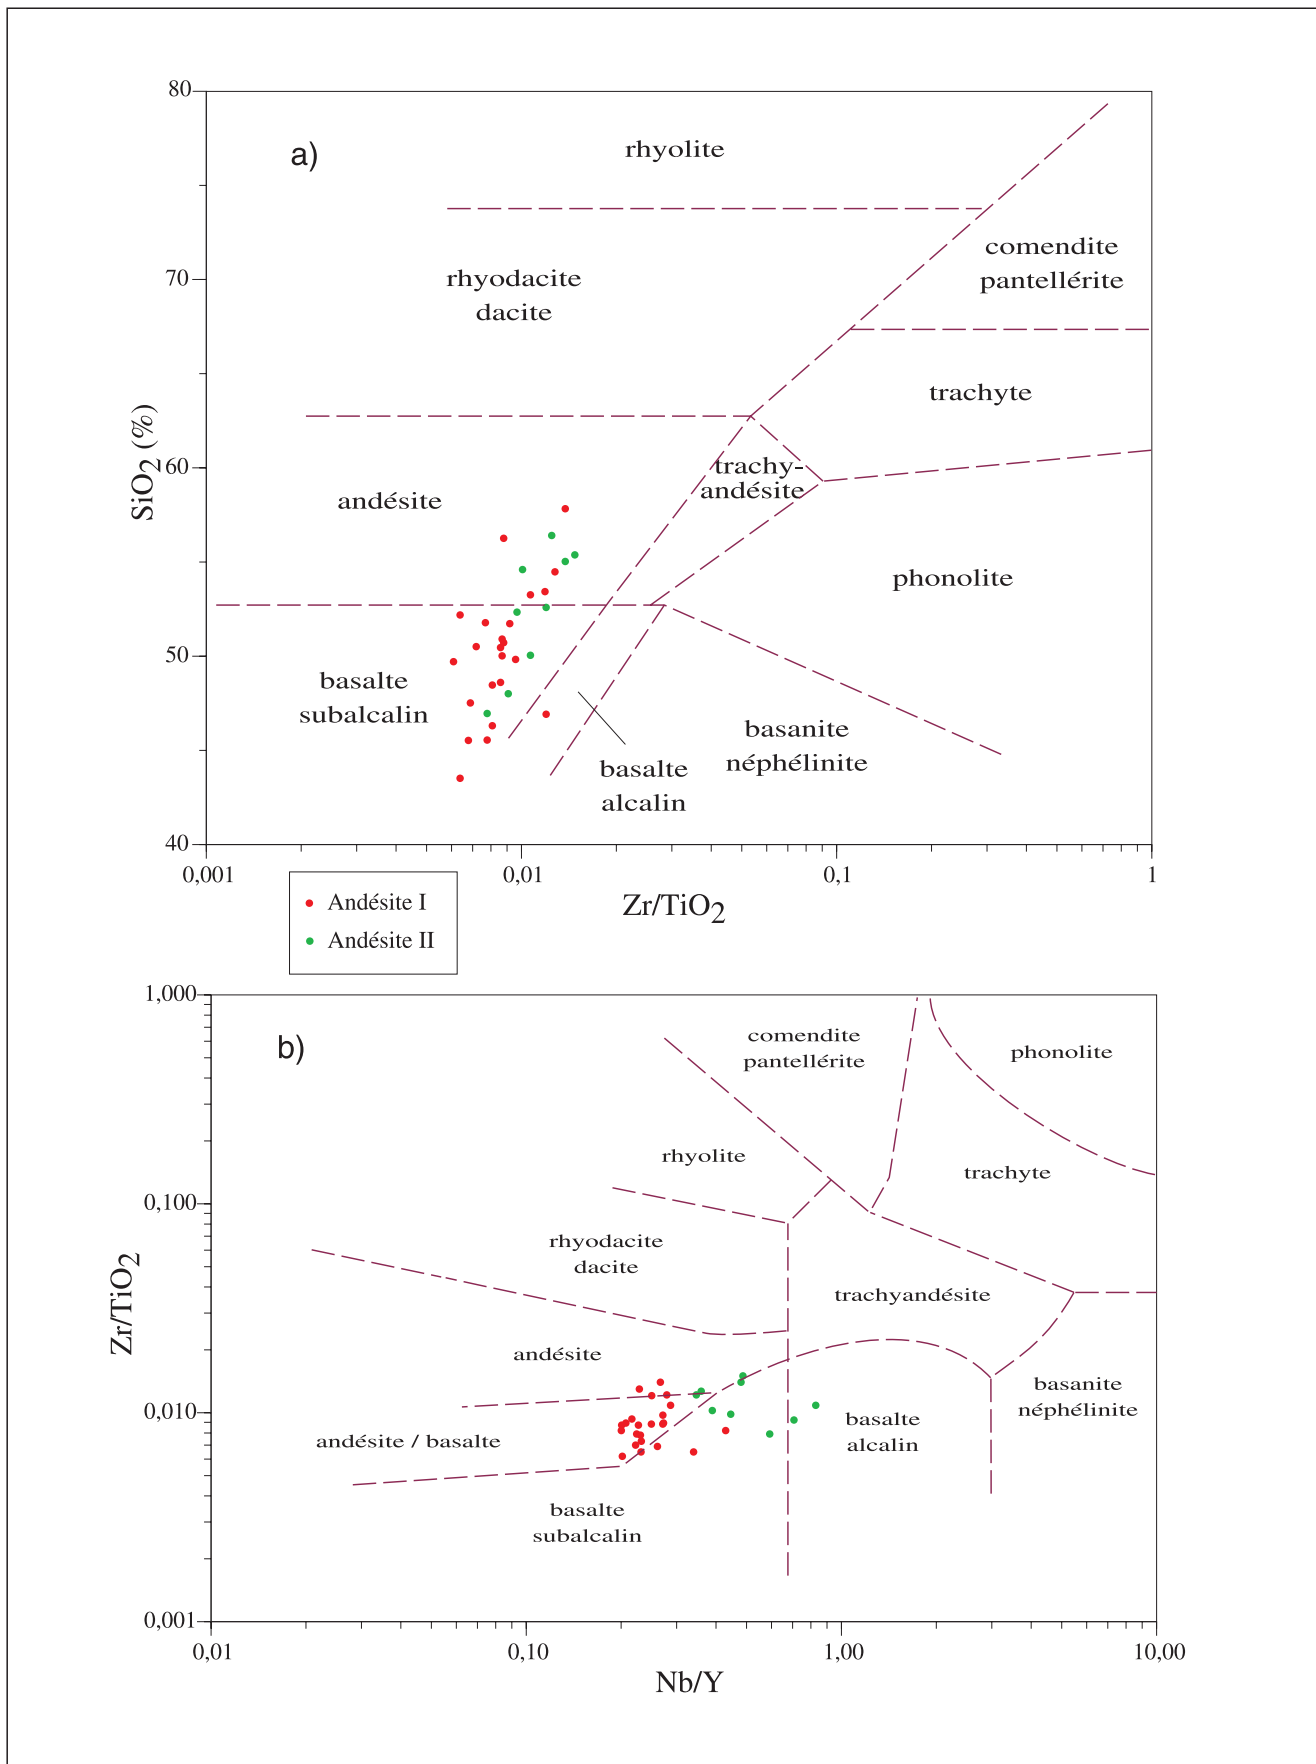 80
a)
rhyolite
comendite
pantellérite
70
rhyodacite
dacite
trachyte
SiO2 (%)
60
trachy-
andésite
andésite
phonolite
50
basalte
subalcalin
basanite
néphélinite
basalte
alcalin
40
0,001
0,01
0,1
1
Zr/TiO2
Andésite I
Andésite II
1,000
b)
comendite
pantellérite
phonolite
rhyolite
trachyte
0,100
rhyodacite
dacite
Zr/TiO2
trachyandésite
andésite
basanite
néphélinite
0,010
basalte
alcalin
andésite / basalte
basalte
subalcalin
0,001
0,01
0,10
1,00
10,00
Nb/Y